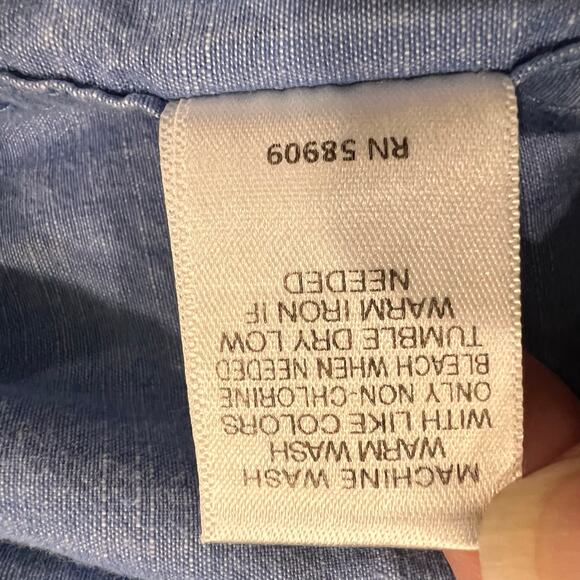 MACHINE WASH
WARM WASH
WITH LIKE COLORS
ONLY NON-CHLORINE
BLEACH WHEN NEEDED
TUMBLE DRY LOW
WARM IRON IF
NEEDED
RN 58909